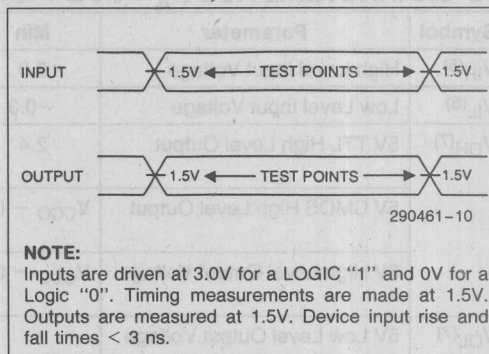 INPUT 1.5V TEST POINTS 1.5V
OUTPUT 1.5V TEST POINTS 1.5V
290461-10
NOTE:
Inputs are driven at 3.0V for a LOGIC "1" and 0V for a
Logic "0". Timing measurements are made at 1.5V.
Outputs are measured at 1.5V. Device input rise and
fall times < 3 ns.